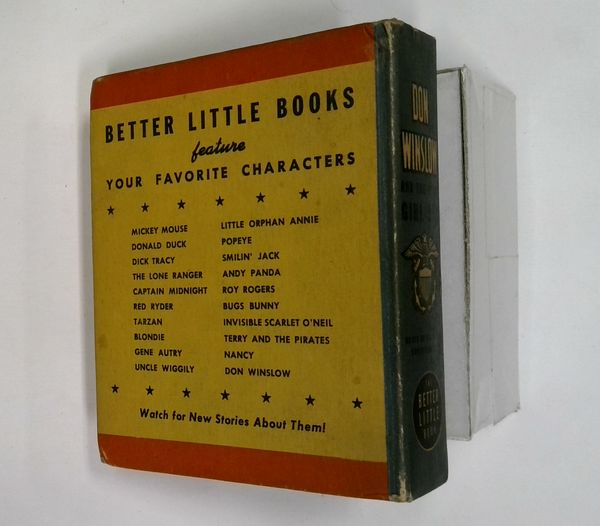 BETTER LITTLE BOOKS
feature
YOUR FAVORITE CHARACTERS
MICKEY MOUSE
DONALD DUCK
DICK TRACY
THE LONE RANGER
CAPTAIN MIDNIGHT
RED RYDER
TARZAN
BLONDIE
GENE AUTRY
UNCLE WIGGILY
LITTLE ORPHAN ANNIE
POPEYE
SMILIN' JACK
ANDY PANDA
ROY ROGERS
BUGS BUNNY
INVISIBLE SCARLET O'NEIL
TERRY AND THE PIRATES
NANCY
DON WINSLOW
Watch for New Stories About Them!
DON
WINSLOW
AND THE
GIRL
THE
BETTER
LITTLE
BOOK